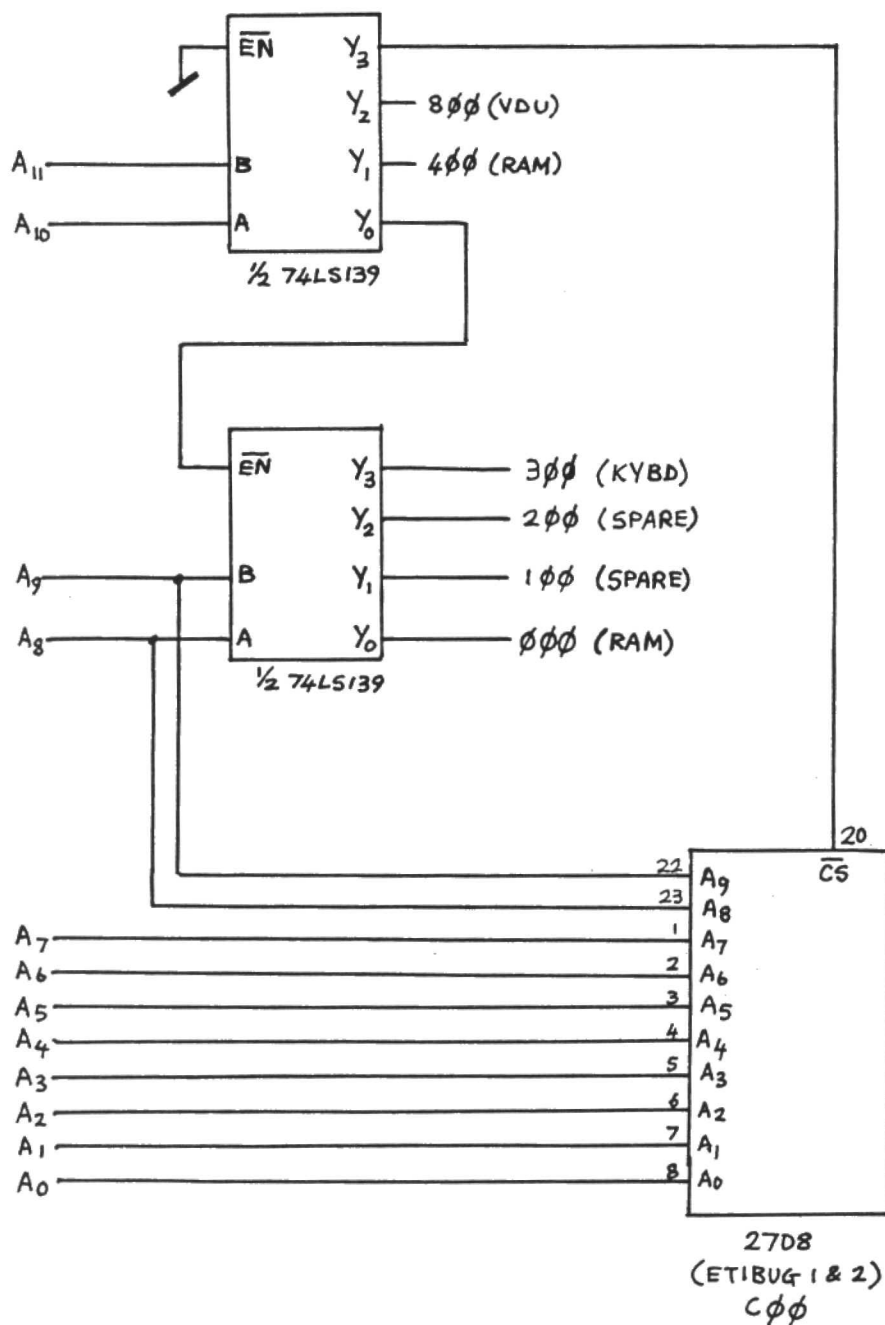 EN Y₃
Y₂ 8ØØ (VDU)
A₁₁ B Y₁ 4ØØ (RAM)
A₁₀ A Y₀
½ 74LS139
EN Y₃ 3ØØ (KYBD)
Y₂ 2ØØ (SPARE)
A₉ B Y₁ 1ØØ (SPARE)
A₈ A Y₀ ØØØ (RAM)
½ 74LS139
20
22 A₉ CS
23 A₈
A₇ 1 A₇
A₆ 2 A₆
A₅ 3 A₅
A₄ 4 A₄
A₃ 5 A₃
A₂ 6 A₂
A₁ 7 A₁
A₀ 8 A₀
2708
(ETIBUG 1 & 2)
CØØ